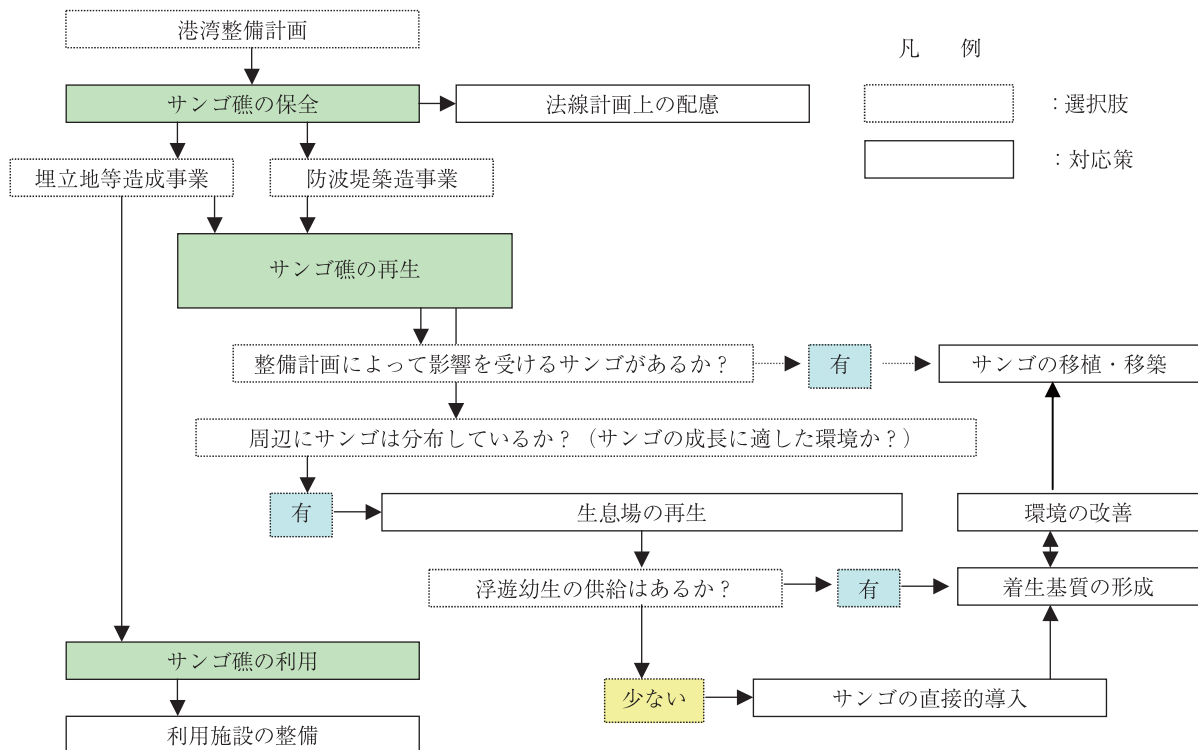 港湾整備計画
凡　例
サンゴ礁の保全
法線計画上の配慮
：選択肢
埋立地等造成事業
防波堤築造事業
：対応策
サンゴ礁の再生
整備計画によって影響を受けるサンゴがあるか？
有
サンゴの移植・移築
周辺にサンゴは分布しているか？（サンゴの成長に適した環境か？）
有
生息場の再生
環境の改善
浮遊幼生の供給はあるか？
有
着生基質の形成
サンゴ礁の利用
少ない
サンゴの直接的導入
利用施設の整備